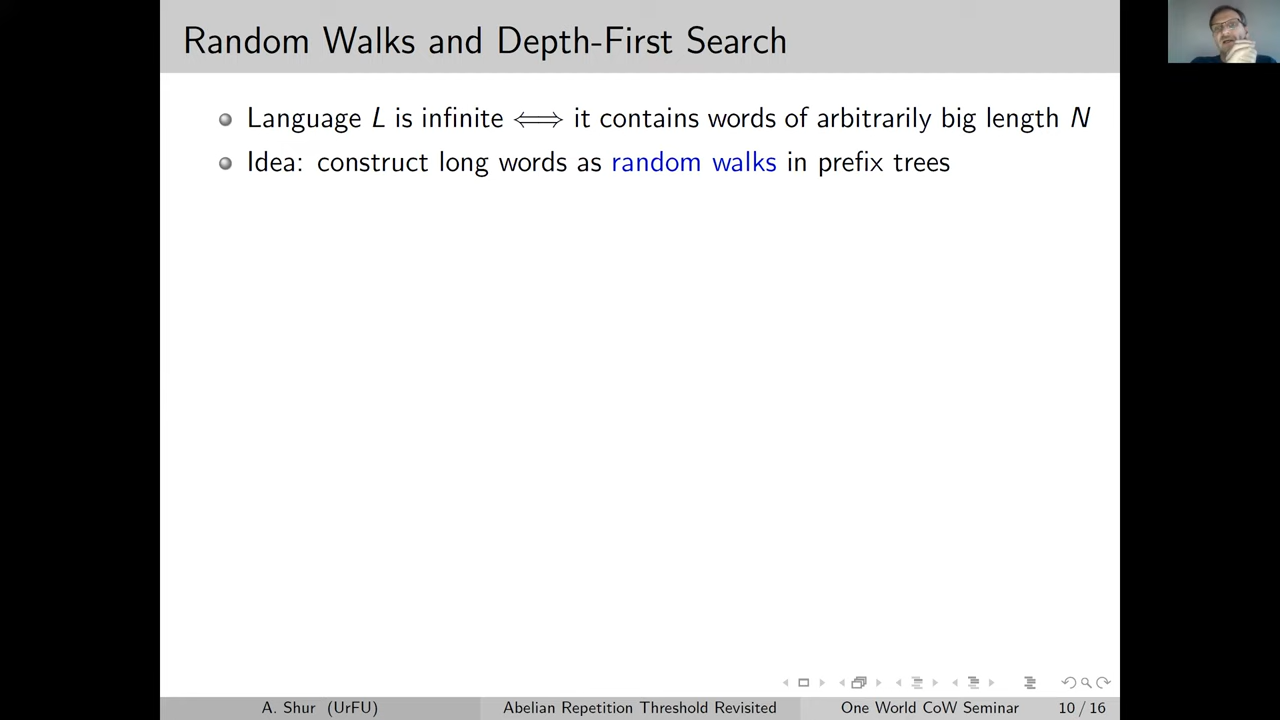 Random Walks and Depth-First Search
Language L is infinite ⟺ it contains words of arbitrarily big length N
Idea: construct long words as random walks in prefix trees
A. Shur (UrFU) Abelian Repetition Threshold Revisited One World CoW Seminar 10 / 16